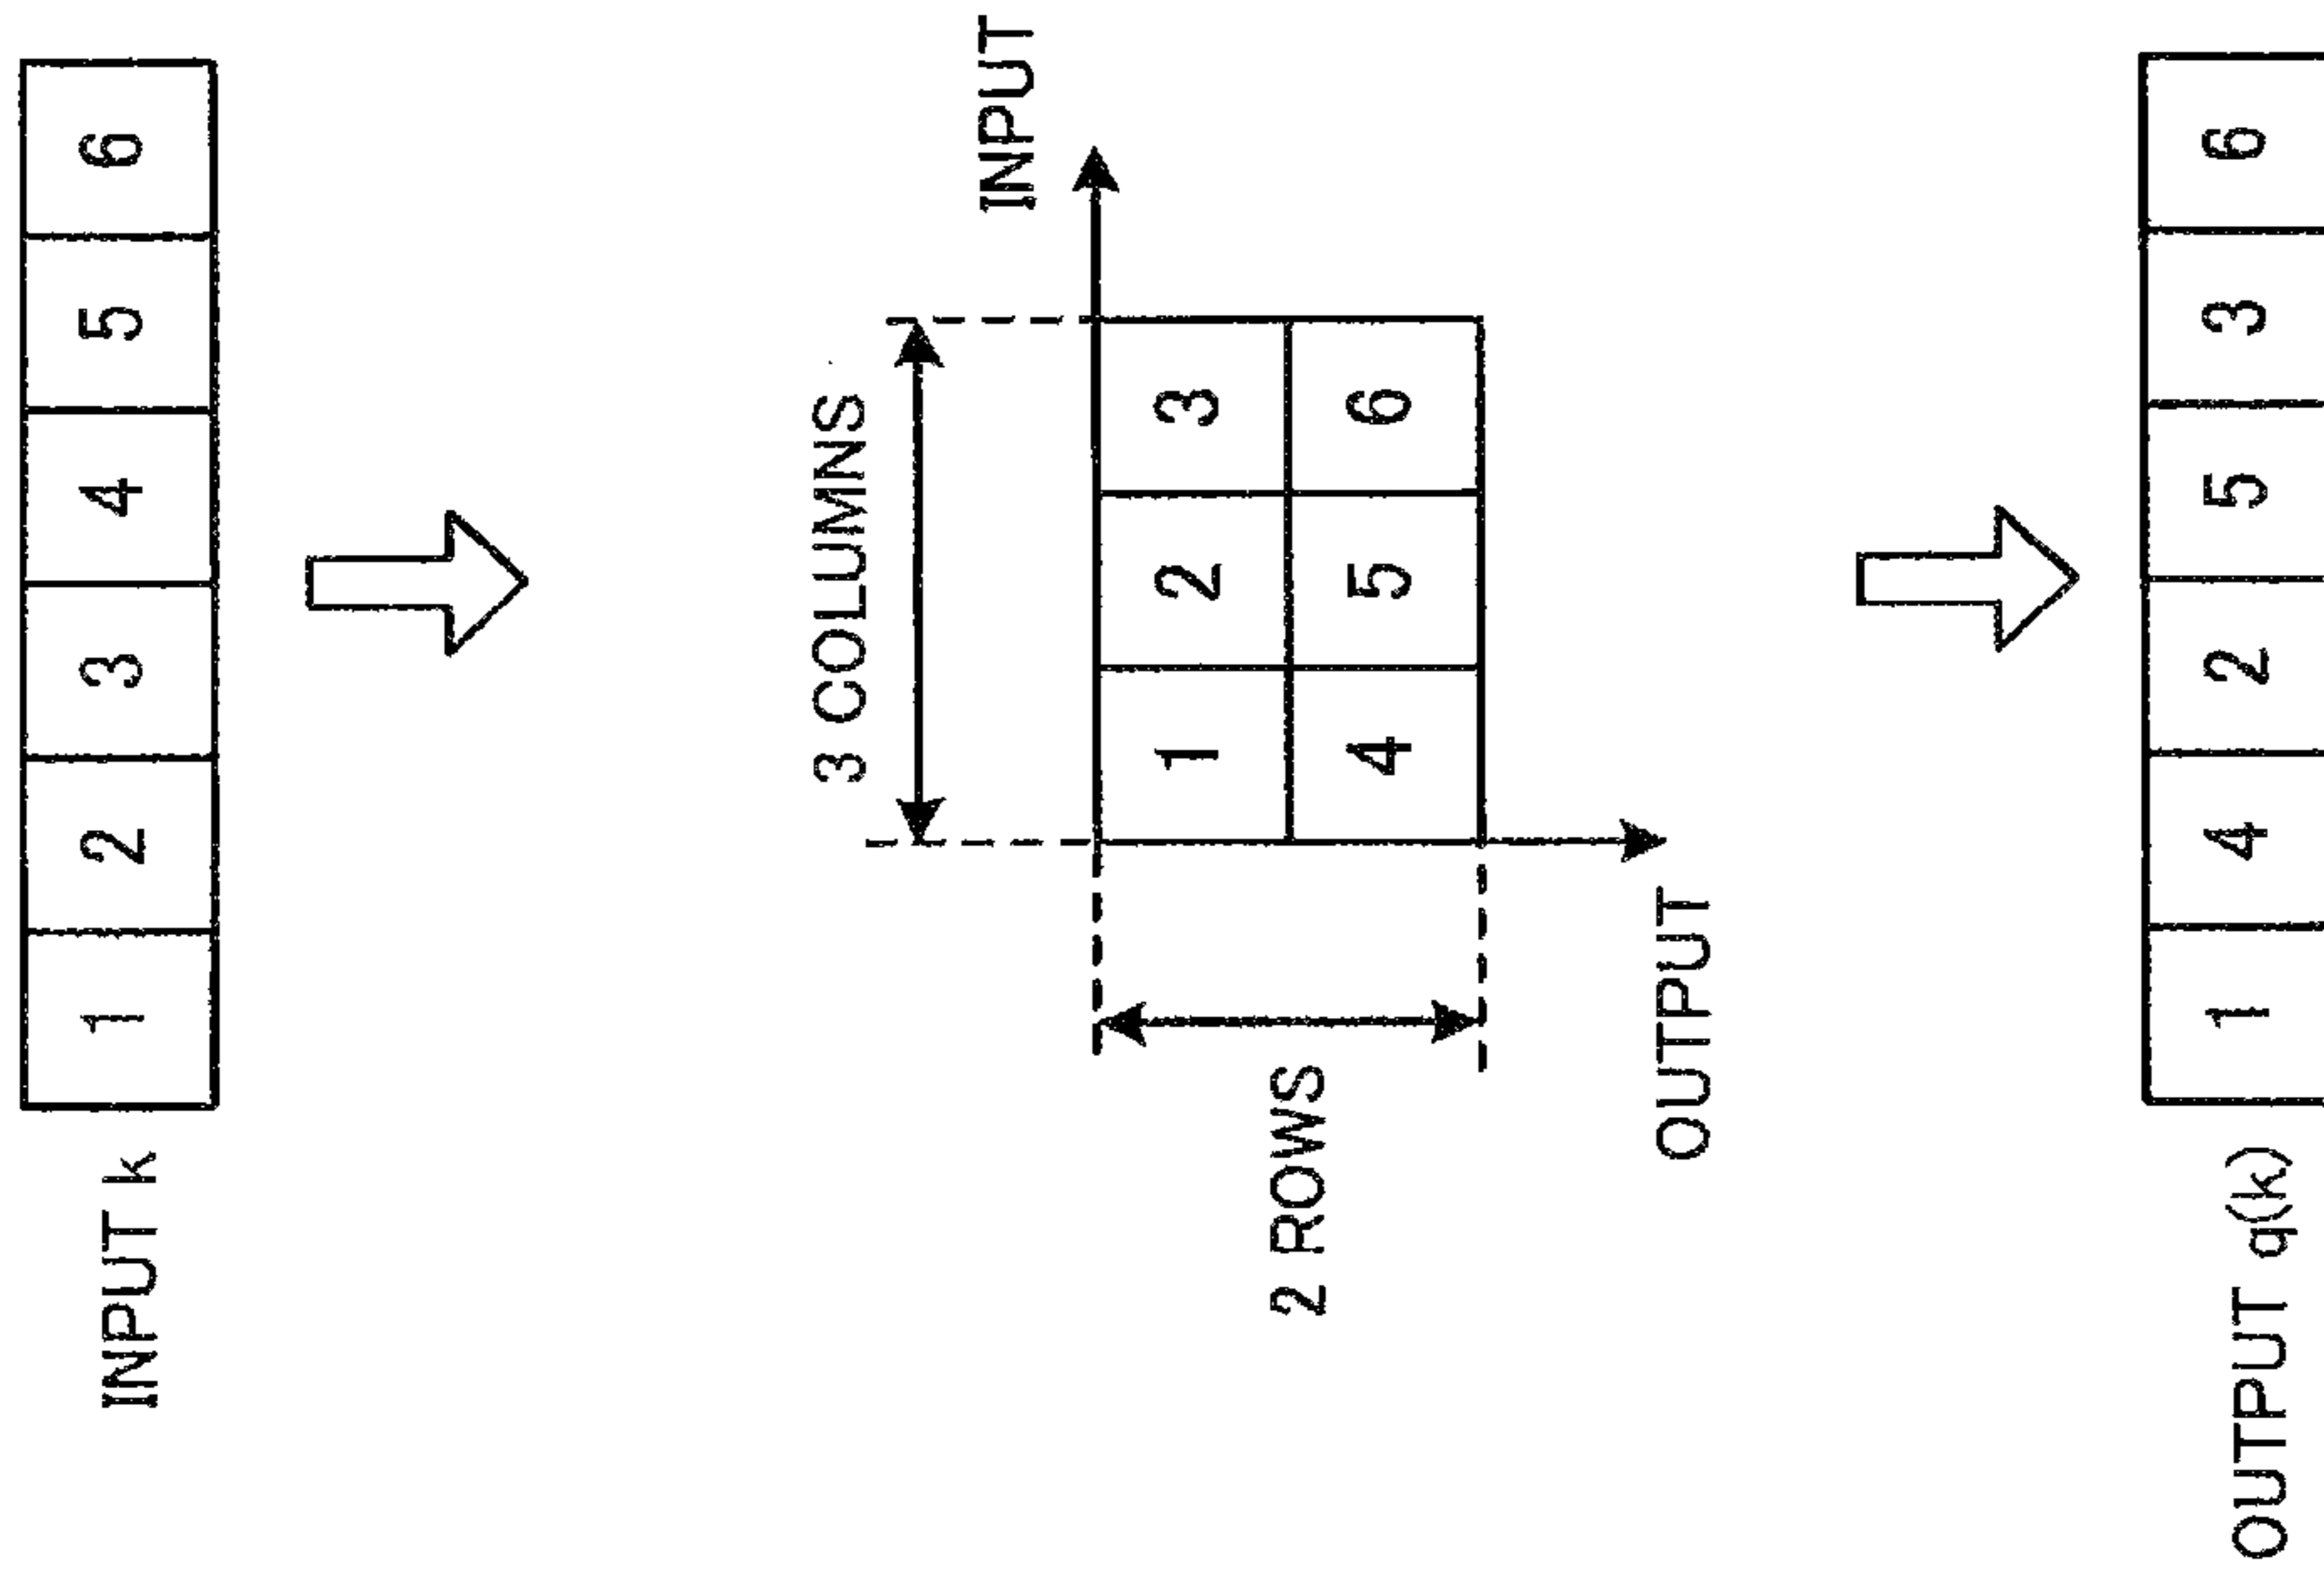 INPUT k 1 2 3 4 5 6
3 COLUMNS
INPUT
2 ROWS
1 2 3
4 5 6
OUTPUT
OUTPUT q(k) 1 4 2 5 3 6